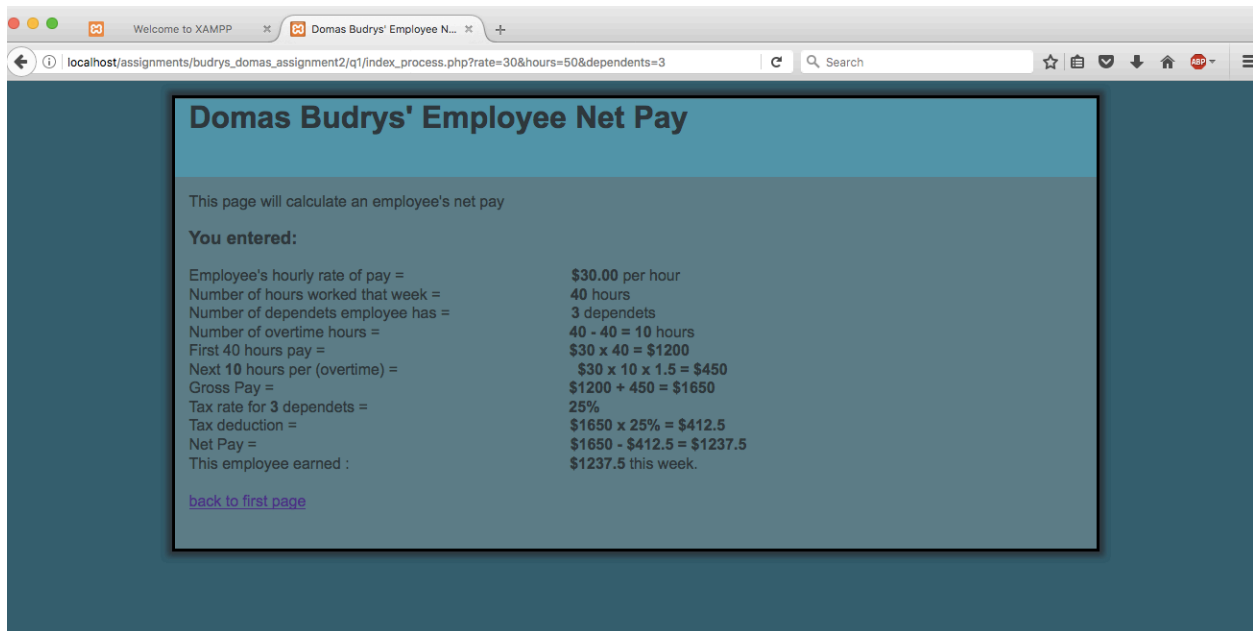 Welcome to XAMPP
Domas Budrys' Employee N...
localhost/assignments/budrys_domas_assignment2/q1/index_process.php?rate=30&hours=50&dependents=3
Search
ABP
Domas Budrys' Employee Net Pay
This page will calculate an employee's net pay
You entered:
Employee's hourly rate of pay = $30.00 per hour
Number of hours worked that week = 40 hours
Number of dependets employee has = 3 dependets
Number of overtime hours = 40 - 40 = 10 hours
First 40 hours pay = $30 x 40 = $1200
Next 10 hours per (overtime) = $30 x 10 x 1.5 = $450
Gross Pay = $1200 + 450 = $1650
Tax rate for 3 dependets = 25%
Tax deduction = $1650 x 25% = $412.5
Net Pay = $1650 - $412.5 = $1237.5
This employee earned : $1237.5 this week.
back to first page